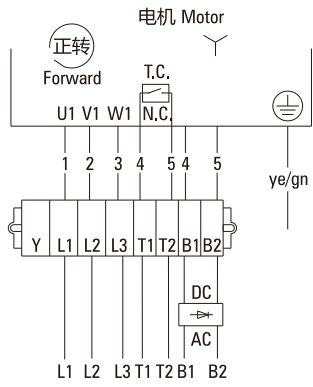 电机 Motor
正转
Forward
T.C.
U1 V1 W1 N.C.
1 2 3 4 5 4 5
ye/gn
Y L1 L2 L3 T1 T2 B1 B2
DC
AC
L1 L2 L3 T1 T2 B1 B2